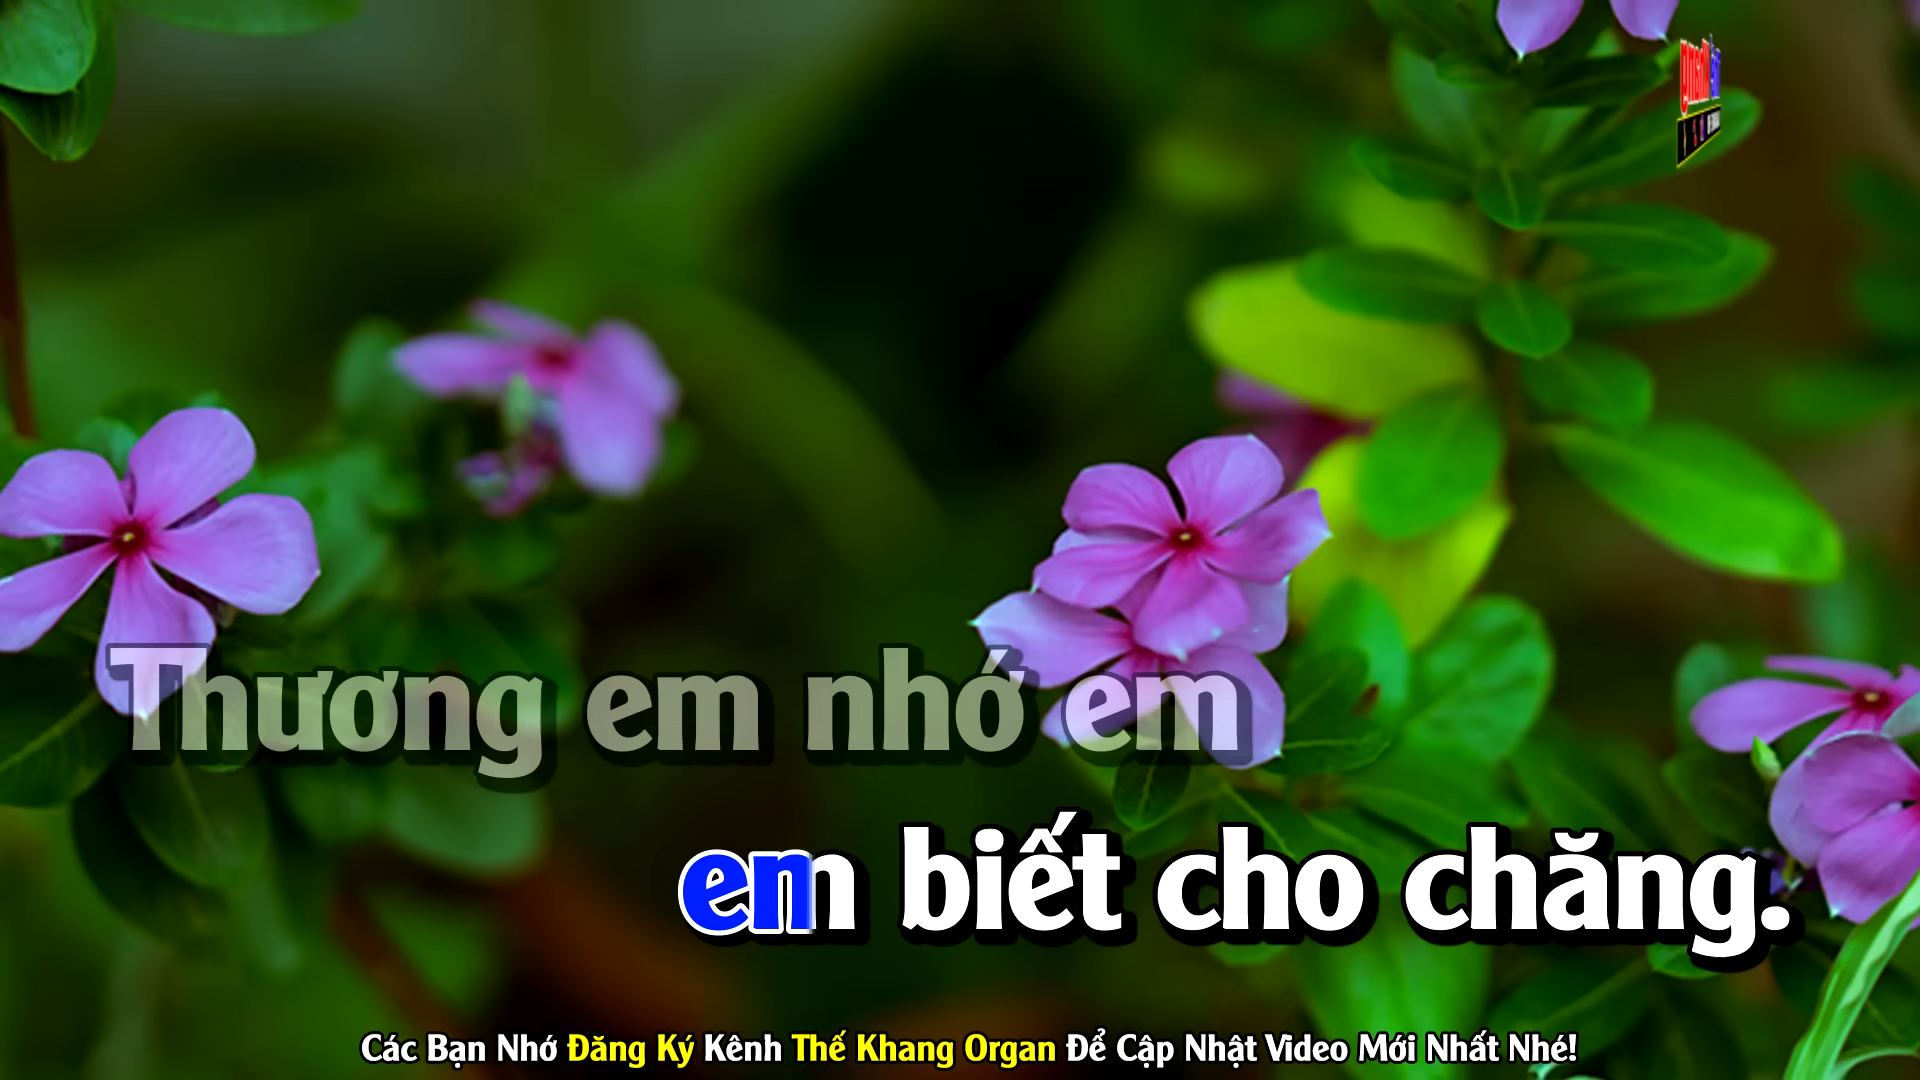 Thương em nhớ em
em biết cho chăng.
Các Bạn Nhớ Đăng Ký Kênh Thế Khang Organ Để Cập Nhật Video Mới Nhất Nhé!